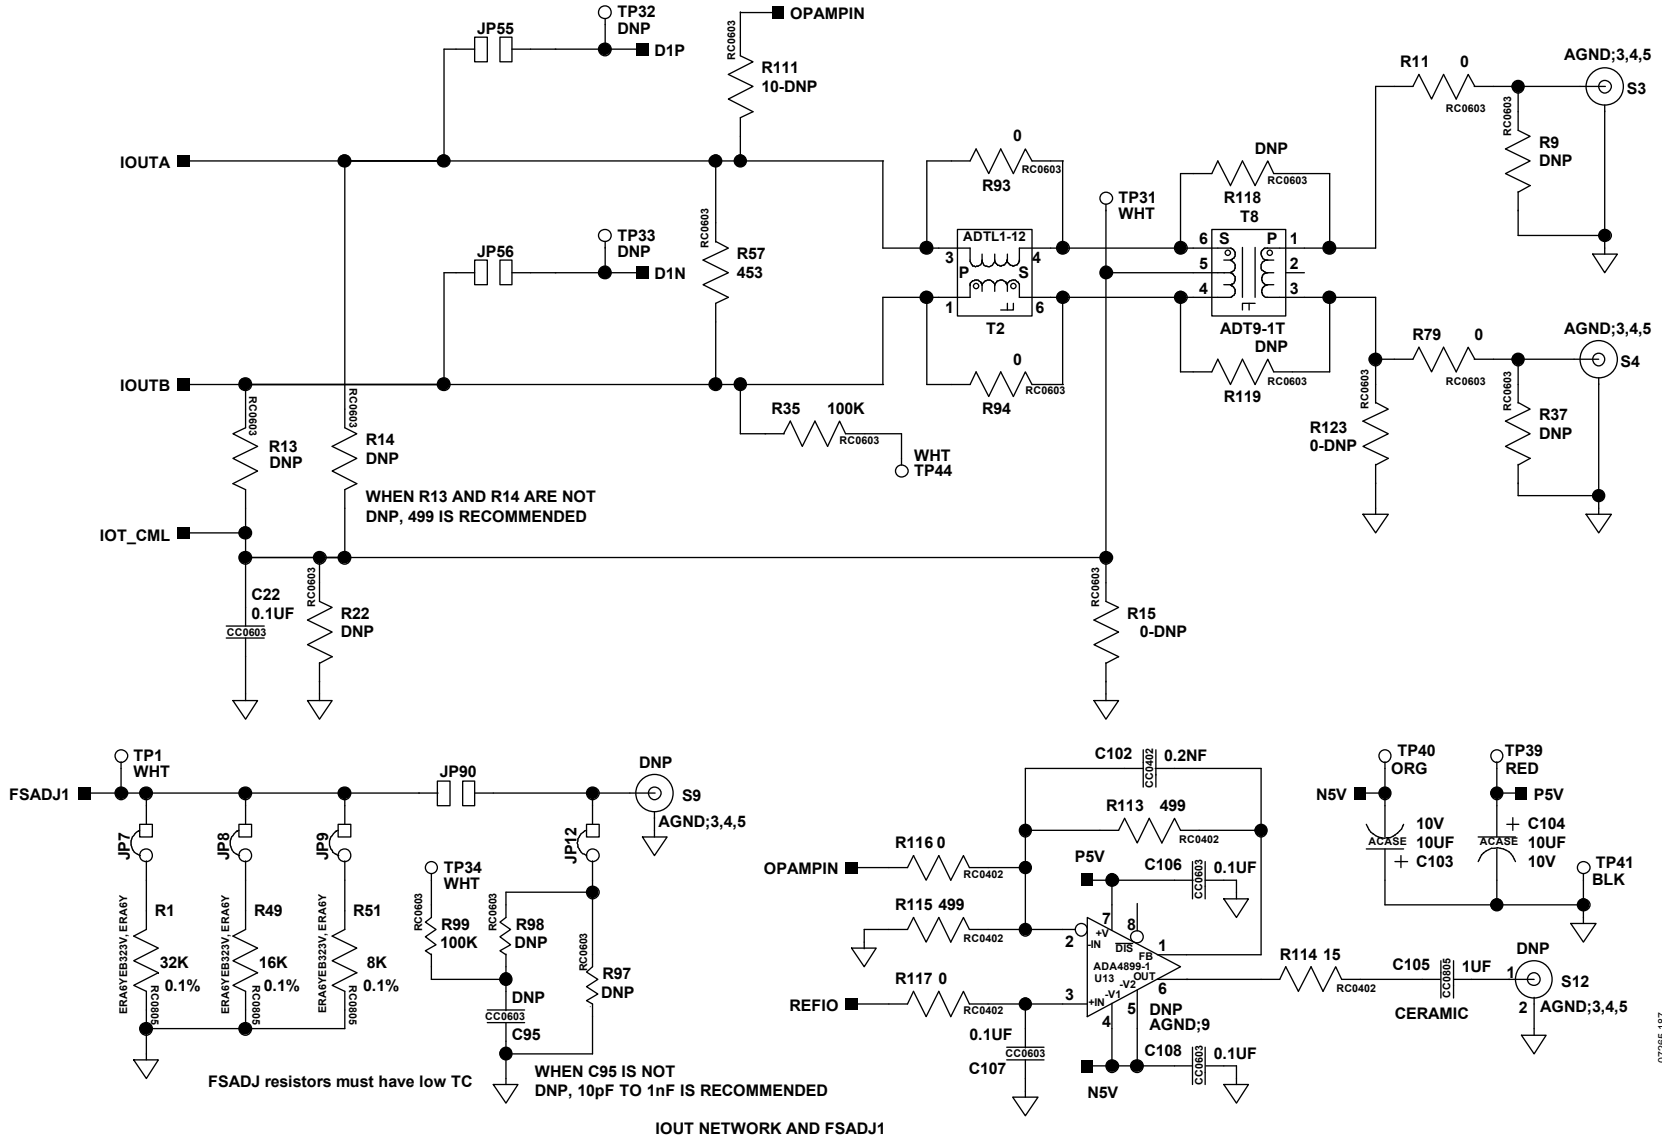 TP32
DNP
JP55
D1P
OPAMPIN
RC0603
R111
10-DNP
IOUTA
TP33
DNP
JP56
D1N
RC0603
R57
453
0
R93
RC0603
ADTL1-12
3
4
P
S
1
6
T2
0
R94
RC0603
TP31
WHT
DNP
R118
RC0603
T8
6
S
P
1
5
2
4
3
ADT9-1T
DNP
R119
RC0603
R11
0
RC0603
AGND;3,4,5
S3
RC0603
R9
DNP
R79
0
RC0603
AGND;3,4,5
S4
RC0603
R123
0-DNP
RC0603
R37
DNP
IOUTB
RC0603
R13
DNP
RC0603
R14
DNP
R35
100K
RC0603
WHT
TP44
WHEN R13 AND R14 ARE NOT
DNP, 499 IS RECOMMENDED
IOT_CML
C22
0.1UF
CC0603
RC0603
R22
DNP
RC0603
R15
0-DNP
TP1
WHT
FSADJ1
JP90
DNP
S9
AGND;3,4,5
JP7
JP8
JP9
JP12
ERA6YEB323V, ERA6Y
R1
32K
0.1%
RC0805
ERA6YEB323V, ERA6Y
R49
16K
0.1%
RC0805
ERA6YEB323V, ERA6Y
R51
8K
0.1%
RC0805
TP34
WHT
RC0603
R99
100K
RC0603
R98
DNP
RC0603
R97
DNP
DNP
CC0603
C95
FSADJ resistors must have low TC
WHEN C95 IS NOT
DNP, 10pF TO 1nF IS RECOMMENDED
C102
CC0402
0.2NF
R113
499
RC0402
OPAMPIN
R116 0
RC0402
P5V
C106
CC0603
0.1UF
R115 499
RC0402
7
8
2
+V
-IN
DIS
FB
1
ADA4899-1
U13
OUT
-V2
6
-V1
3
+IN
5
4
DNP
AGND;9
REFIO
R117 0
RC0402
0.1UF
CC0603
C107
C108
CC0603
0.1UF
N5V
R114 15
RC0402
C105
CC0805
1UF
CERAMIC
DNP
1
S12
2
AGND;3,4,5
TP40
ORG
TP39
RED
N5V
P5V
10V
10UF
ACASE
+
C103
+
C104
ACASE
10UF
10V
TP41
BLK
07265-187
IOUT NETWORK AND FSADJ1